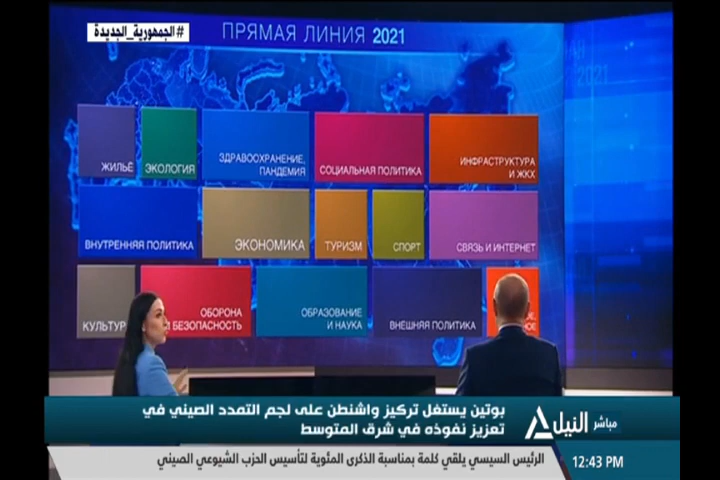 #الجمهورية_الجديدة
ПРЯМАЯ ЛИНИЯ 2021
2021
ЖИЛЬЁ
ЭКОЛОГИЯ
ЗДРАВООХРАНЕНИЕ,
ПАНДЕМИЯ
СОЦИАЛЬНАЯ ПОЛИТИКА
ИНФРАСТРУКТУРА
И ЖКХ
ВНУТРЕННЯЯ ПОЛИТИКА
ЭКОНОМИКА
ТУРИЗМ
СПОРТ
СВЯЗЬ И ИНТЕРНЕТ
КУЛЬТУР
ОБОРОНА
И БЕЗОПАСНОСТЬ
ОБРАЗОВАНИЕ
И НАУКА
ВНЕШНЯЯ ПОЛИТИКА
بوتين يستغل تركيز واشنطن على لجم التمدد الصيني في
تعزيز نفوذه في شرق المتوسط
النيل مباشر
الرئيس السيسي يلقي كلمة بمناسبة الذكرى المئوية لتأسيس الحزب الشيوعي الصيني
12:43 PM